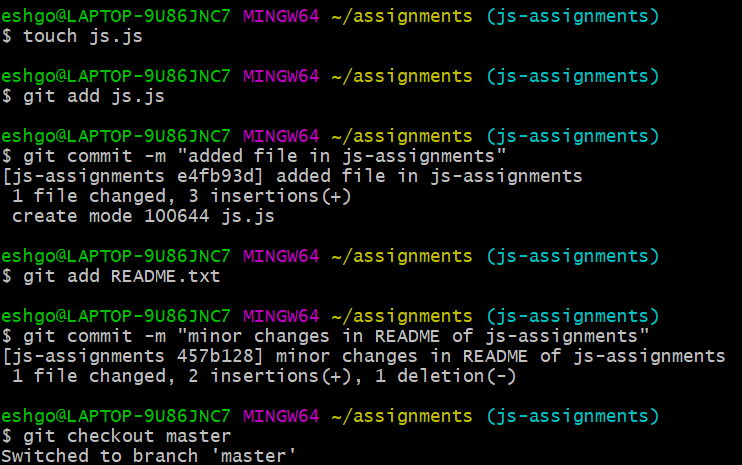 eshgo@LAPTOP-9U86JNC7 MINGW64 ~/assignments (js-assignments)
$ touch js.js
eshgo@LAPTOP-9U86JNC7 MINGW64 ~/assignments (js-assignments)
$ git add js.js
eshgo@LAPTOP-9U86JNC7 MINGW64 ~/assignments (js-assignments)
$ git commit -m "added file in js-assignments"
[js-assignments e4fb93d] added file in js-assignments
 1 file changed, 3 insertions(+)
 create mode 100644 js.js
eshgo@LAPTOP-9U86JNC7 MINGW64 ~/assignments (js-assignments)
$ git add README.txt
eshgo@LAPTOP-9U86JNC7 MINGW64 ~/assignments (js-assignments)
$ git commit -m "minor changes in README of js-assignments"
[js-assignments 457b128] minor changes in README of js-assignments
 1 file changed, 2 insertions(+), 1 deletion(-)
eshgo@LAPTOP-9U86JNC7 MINGW64 ~/assignments (js-assignments)
$ git checkout master
Switched to branch 'master'